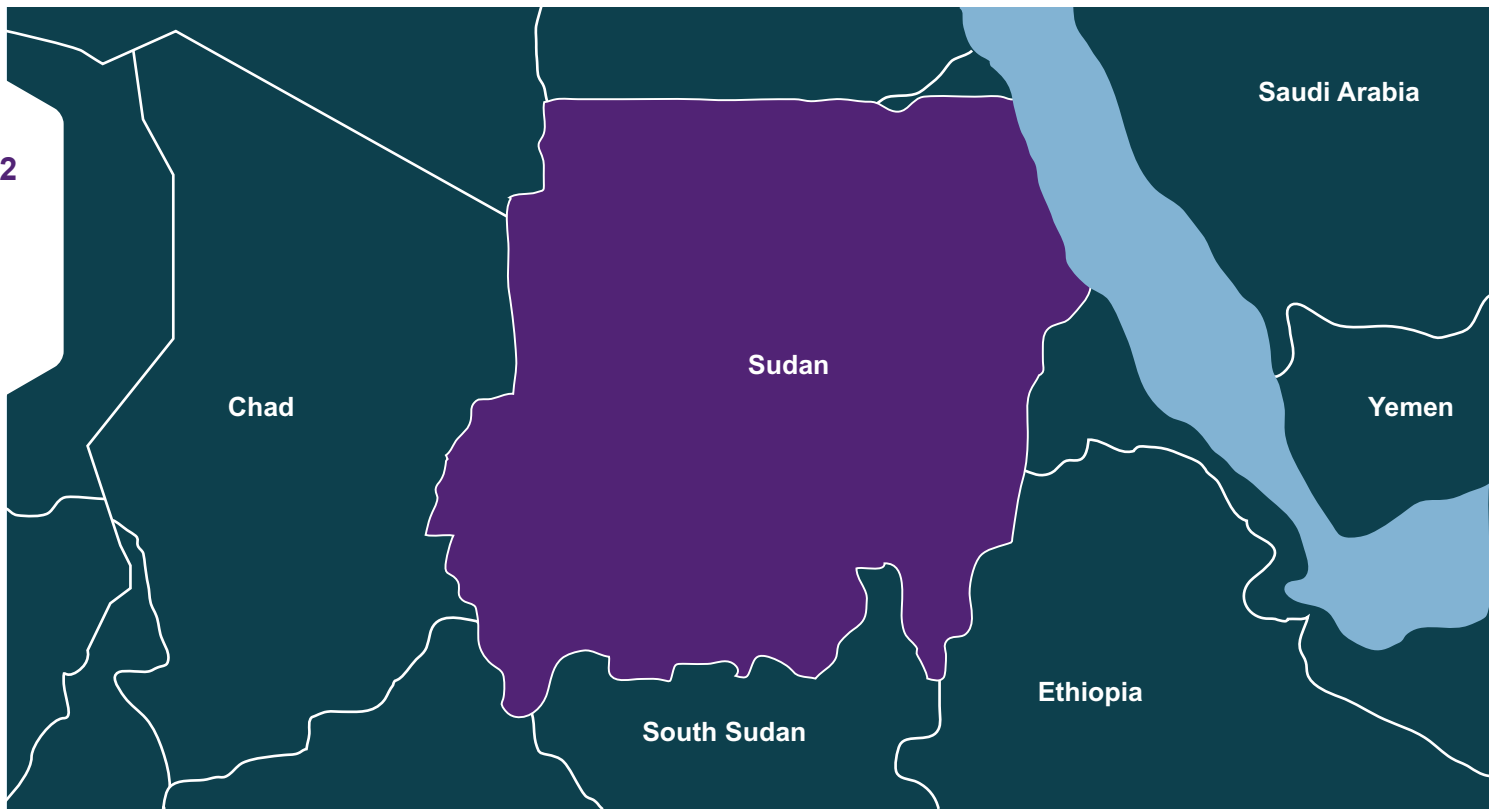 Saudi Arabia
2
Sudan
Chad
Yemen
Ethiopia
South Sudan